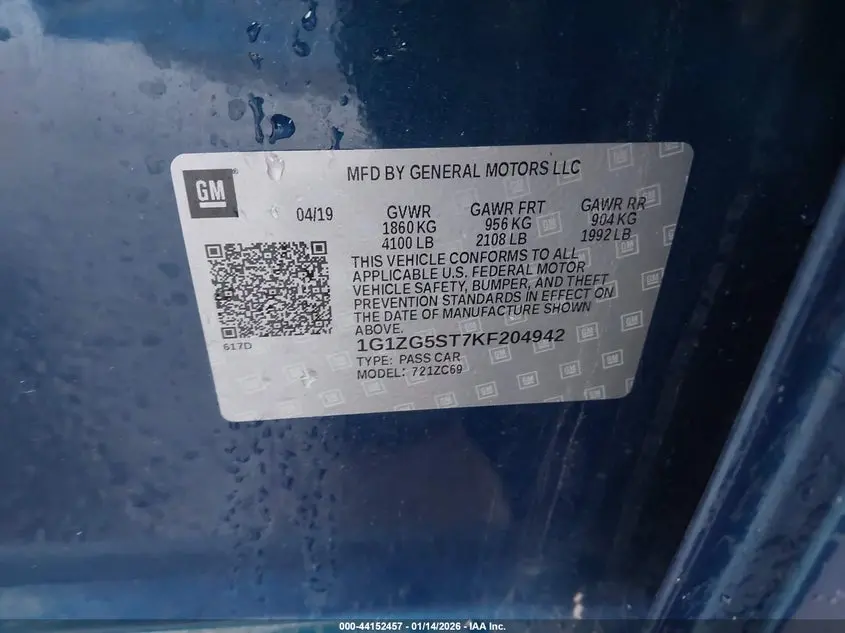 GM
MFD BY GENERAL MOTORS LLC
04/19
GVWR
1860 KG
4100 LB
GAWR FRT
956 KG
2108 LB
GAWR RR
904 KG
1992 LB
THIS VEHICLE CONFORMS TO ALL
APPLICABLE U.S. FEDERAL MOTOR
VEHICLE SAFETY, BUMPER, AND THEFT
PREVENTION STANDARDS IN EFFECT ON
THE DATE OF MANUFACTURE SHOWN
ABOVE.
617D
1G1ZG5ST7KF204942
TYPE: PASS CAR
MODEL: 721ZC69
000-44152457 - 01/14/2026 - IAA Inc.